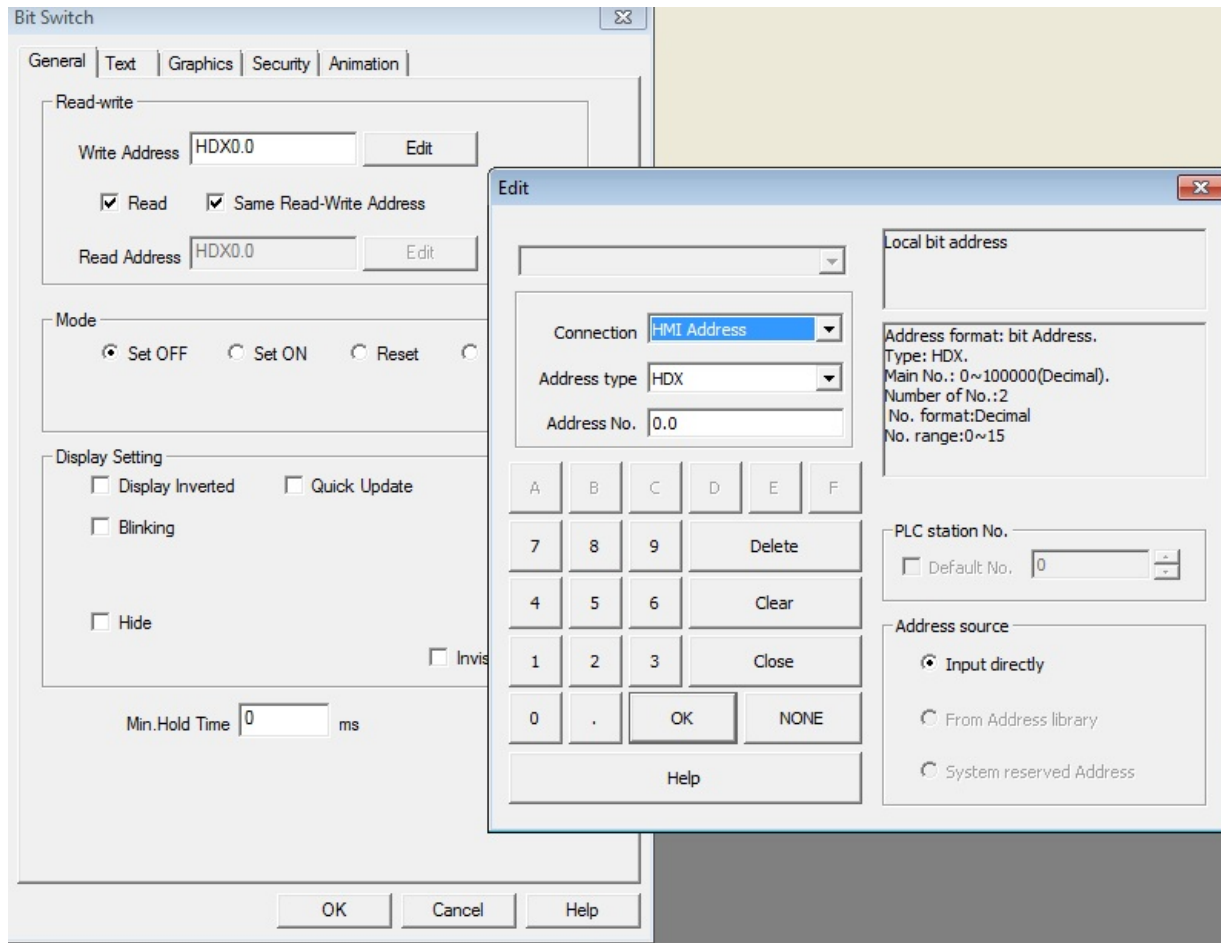 Bit Switch
General Text Graphics Security Animation
Read-write
Write Address HDX0.0 Edit
Read Same Read-Write Address
Read Address HDX0.0 Edit
Mode
Set OFF Set ON Reset
Display Setting
Display Inverted Quick Update
Blinking
Hide
Invis
Min.Hold Time 0 ms
OK Cancel Help
Edit
Connection HMI Address
Address type HDX
Address No. 0.0
A B C D E F
7 8 9 Delete
4 5 6 Clear
1 2 3 Close
0 . OK NONE
Help
Local bit address
Address format: bit Address.
Type: HDX.
Main No.: 0~100000(Decimal).
Number of No.:2
No. format:Decimal
No. range:0~15
PLC station No.
Default No. 0
Address source
Input directly
From Address library
System reserved Address